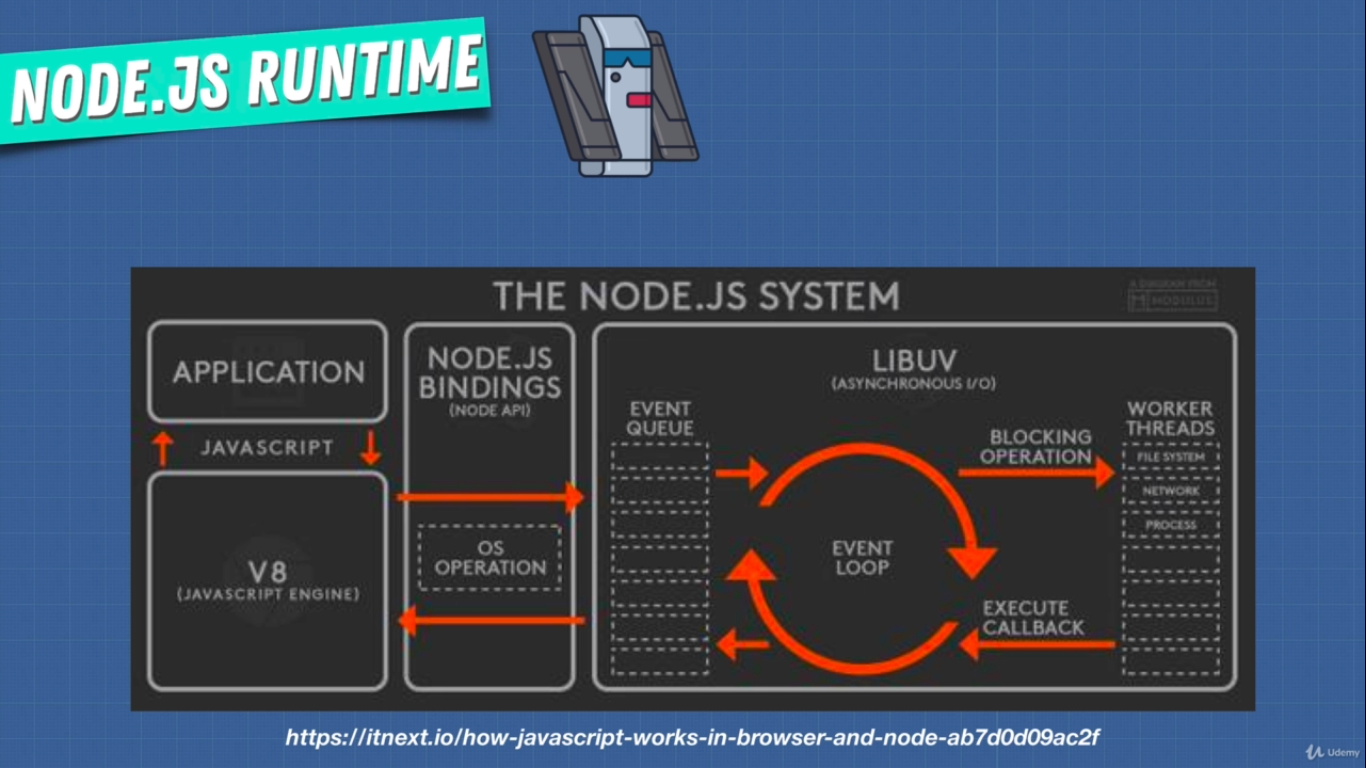 NODE.JS RUNTIME
THE NODE.JS SYSTEM
A DIAGRAM FROM
MODULUS
APPLICATION
JAVASCRIPT
V8
(JAVASCRIPT ENGINE)
NODE.JS
BINDINGS
(NODE API)
OS
OPERATION
LIBUV
(ASYNCHRONOUS I/O)
EVENT
QUEUE
EVENT
LOOP
BLOCKING
OPERATION
EXECUTE
CALLBACK
WORKER
THREADS
FILE SYSTEM
NETWORK
PROCESS
https://itnext.io/how-javascript-works-in-browser-and-node-ab7d0d09ac2f
Udemy